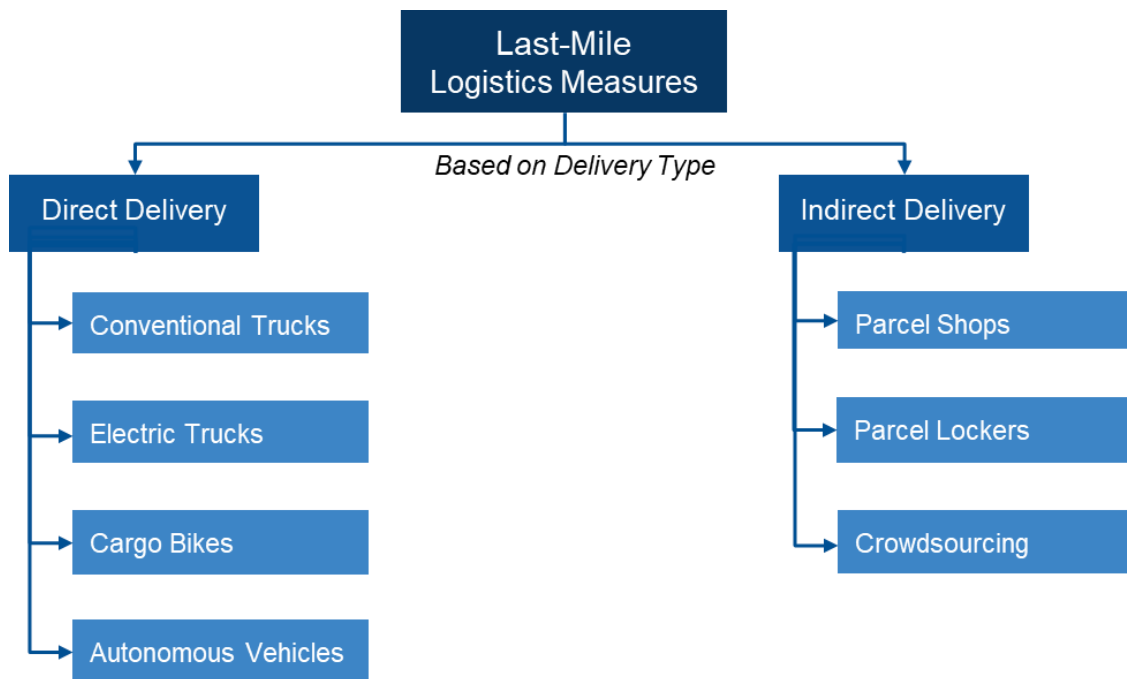 Last-Mile
Logistics Measures
Based on Delivery Type
Direct Delivery
Indirect Delivery
Conventional Trucks
Electric Trucks
Cargo Bikes
Autonomous Vehicles
Parcel Shops
Parcel Lockers
Crowdsourcing